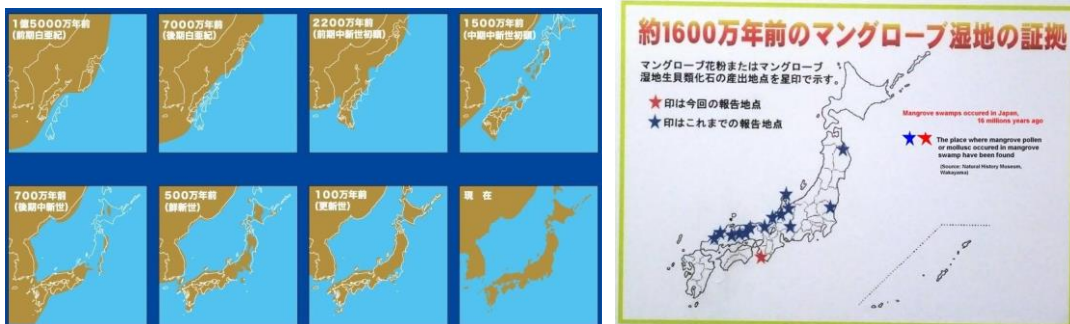 1億5000万年前
(前期白亜紀)
7000万年前
(後期白亜紀)
2200万年前
(前期中新世初頭)
1500万年前
(中期中新世初頭)
700万年前
(後期中新世)
500万年前
(鮮新世)
100万年前
(更新世)
現 在
約1600万年前のマングローブ湿地の証拠
マングローブ花粉またはマングローブ
湿地生貝類化石の産出地点を星印で示す。
★印は今回の報告地点
★印はこれまでの報告地点
Mangrove swamps occured in Japan,
16 millions years ago
The place where mangrove pollen
or mollusc occured in mangrove
swamp have been found
(Source: Natural History Museum,
Wakayama)